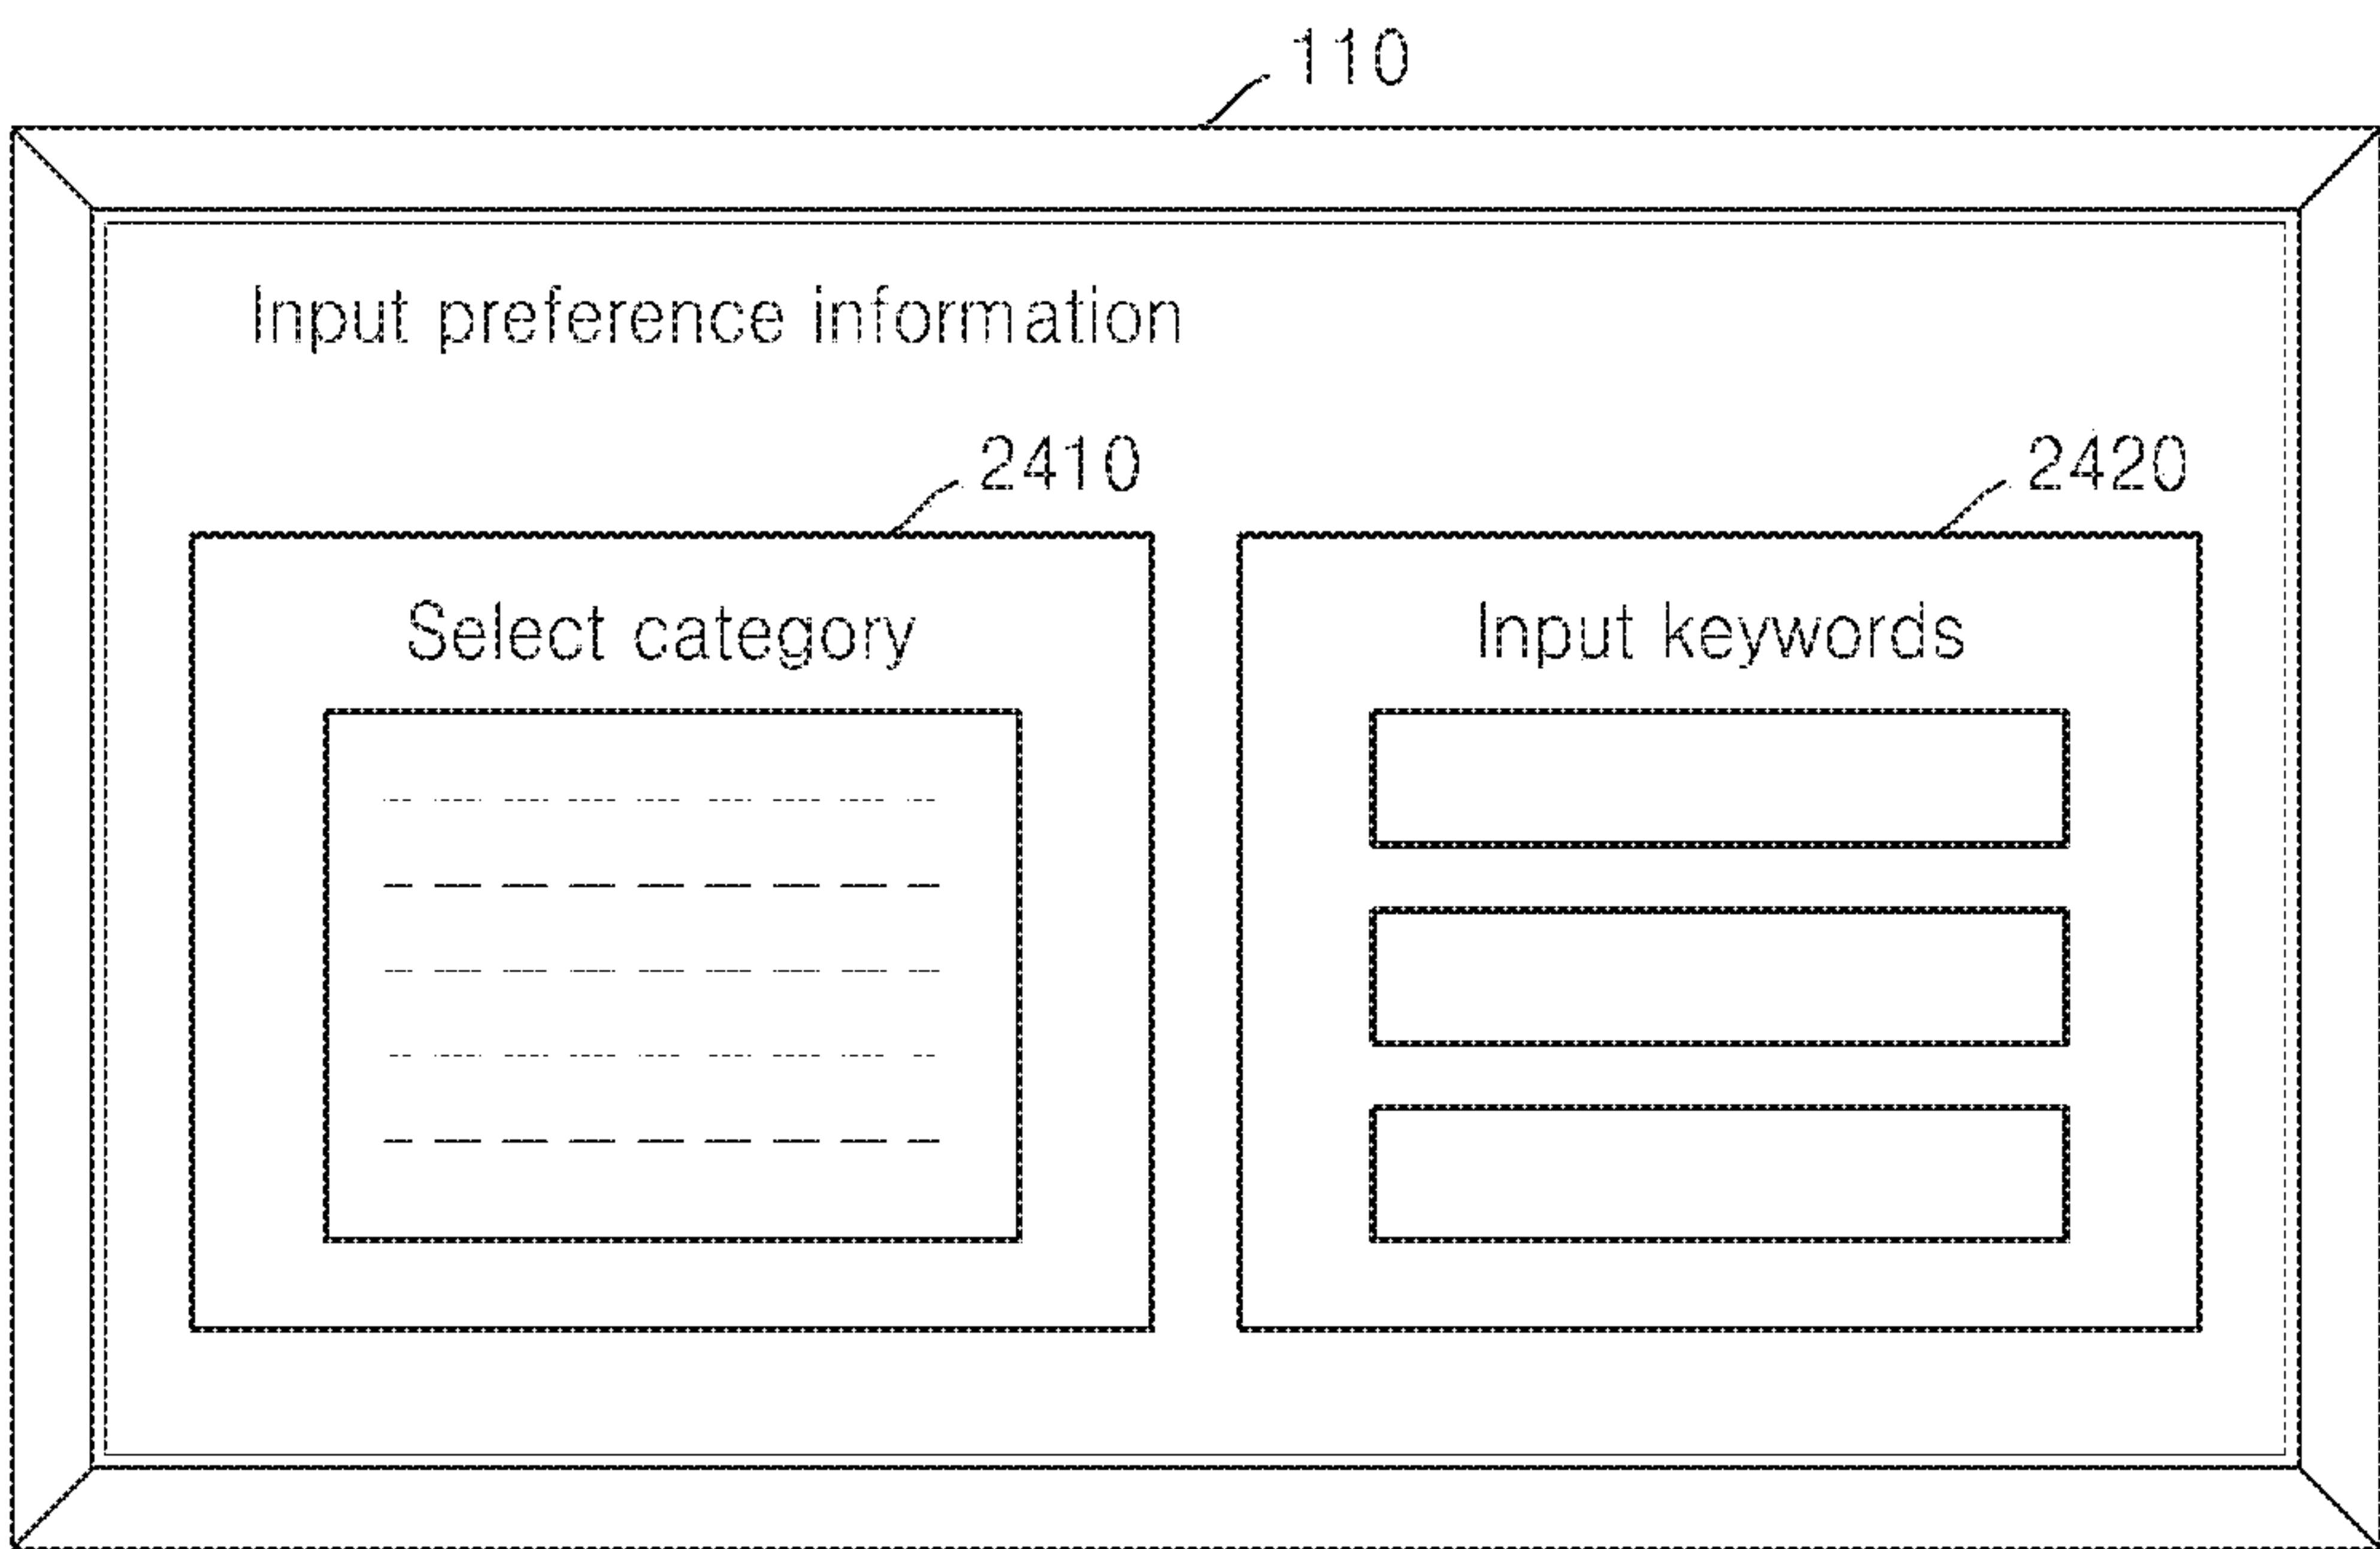 110
Input preference information
2410
2420
Select category
Input keywords